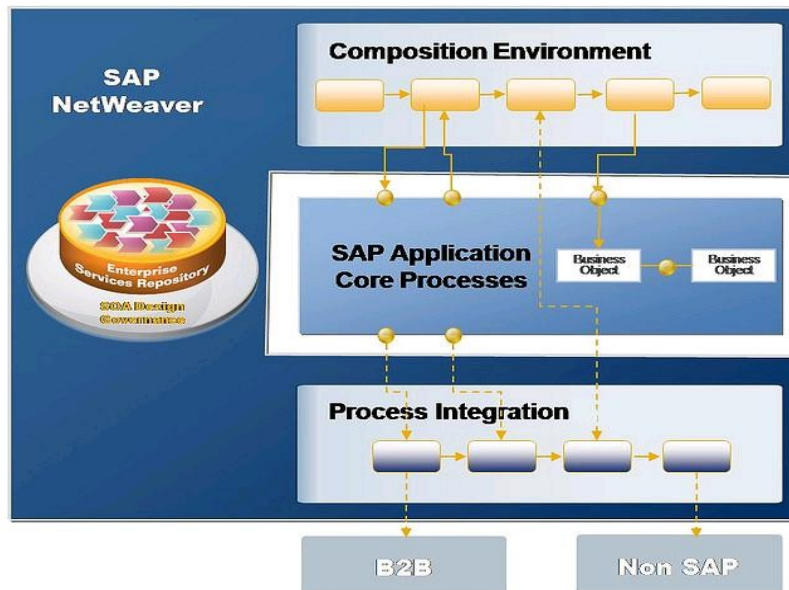 SAP
NetWeaver
Enterprise
Services Repository
SOA Design
Governance
Composition Environment
SAP Application
Core Processes
Business
Object
Business
Object
Process Integration
B2B
Non SAP